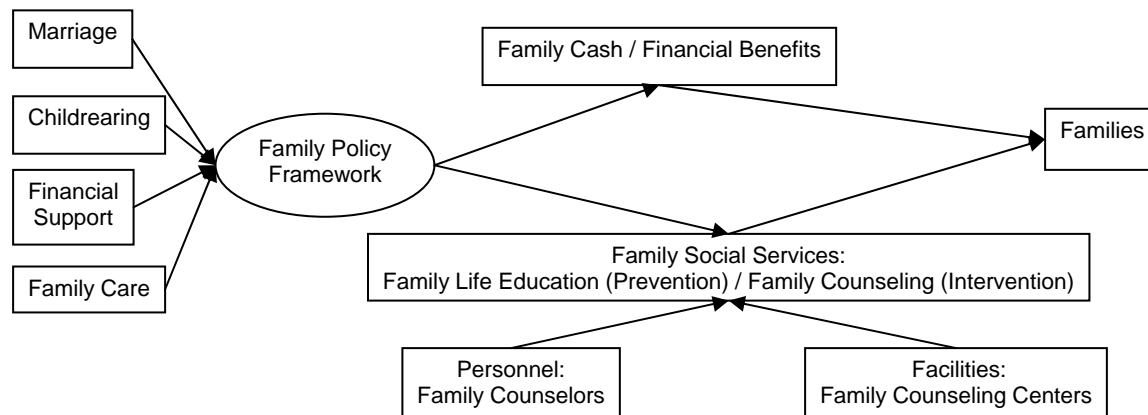 Marriage
Childrearing
Financial
Support
Family Care
Family Policy
Framework
Family Cash / Financial Benefits
Families
Family Social Services:
Family Life Education (Prevention) / Family Counseling (Intervention)
Personnel:
Family Counselors
Facilities:
Family Counseling Centers